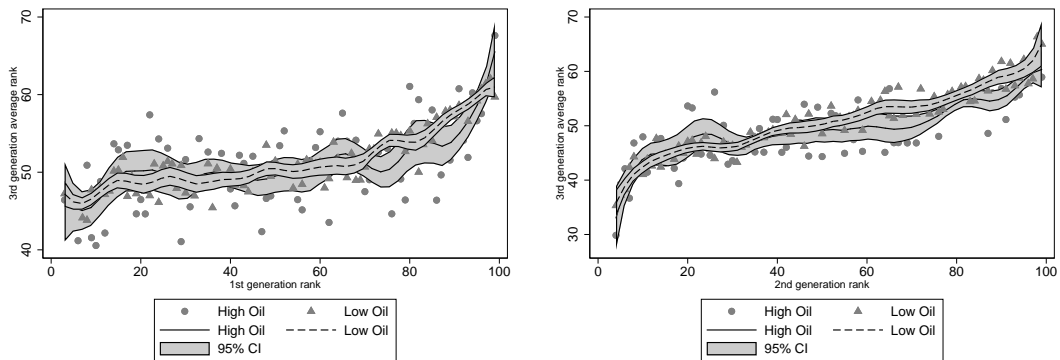 3rd generation average rank
70
60
50
40
0
20
40
60
80
100
1st generation rank
High Oil
Low Oil
High Oil
Low Oil
95% CI
3rd generation average rank
70
60
50
40
30
0
20
40
60
80
100
2nd generation rank
High Oil
Low Oil
High Oil
Low Oil
95% CI